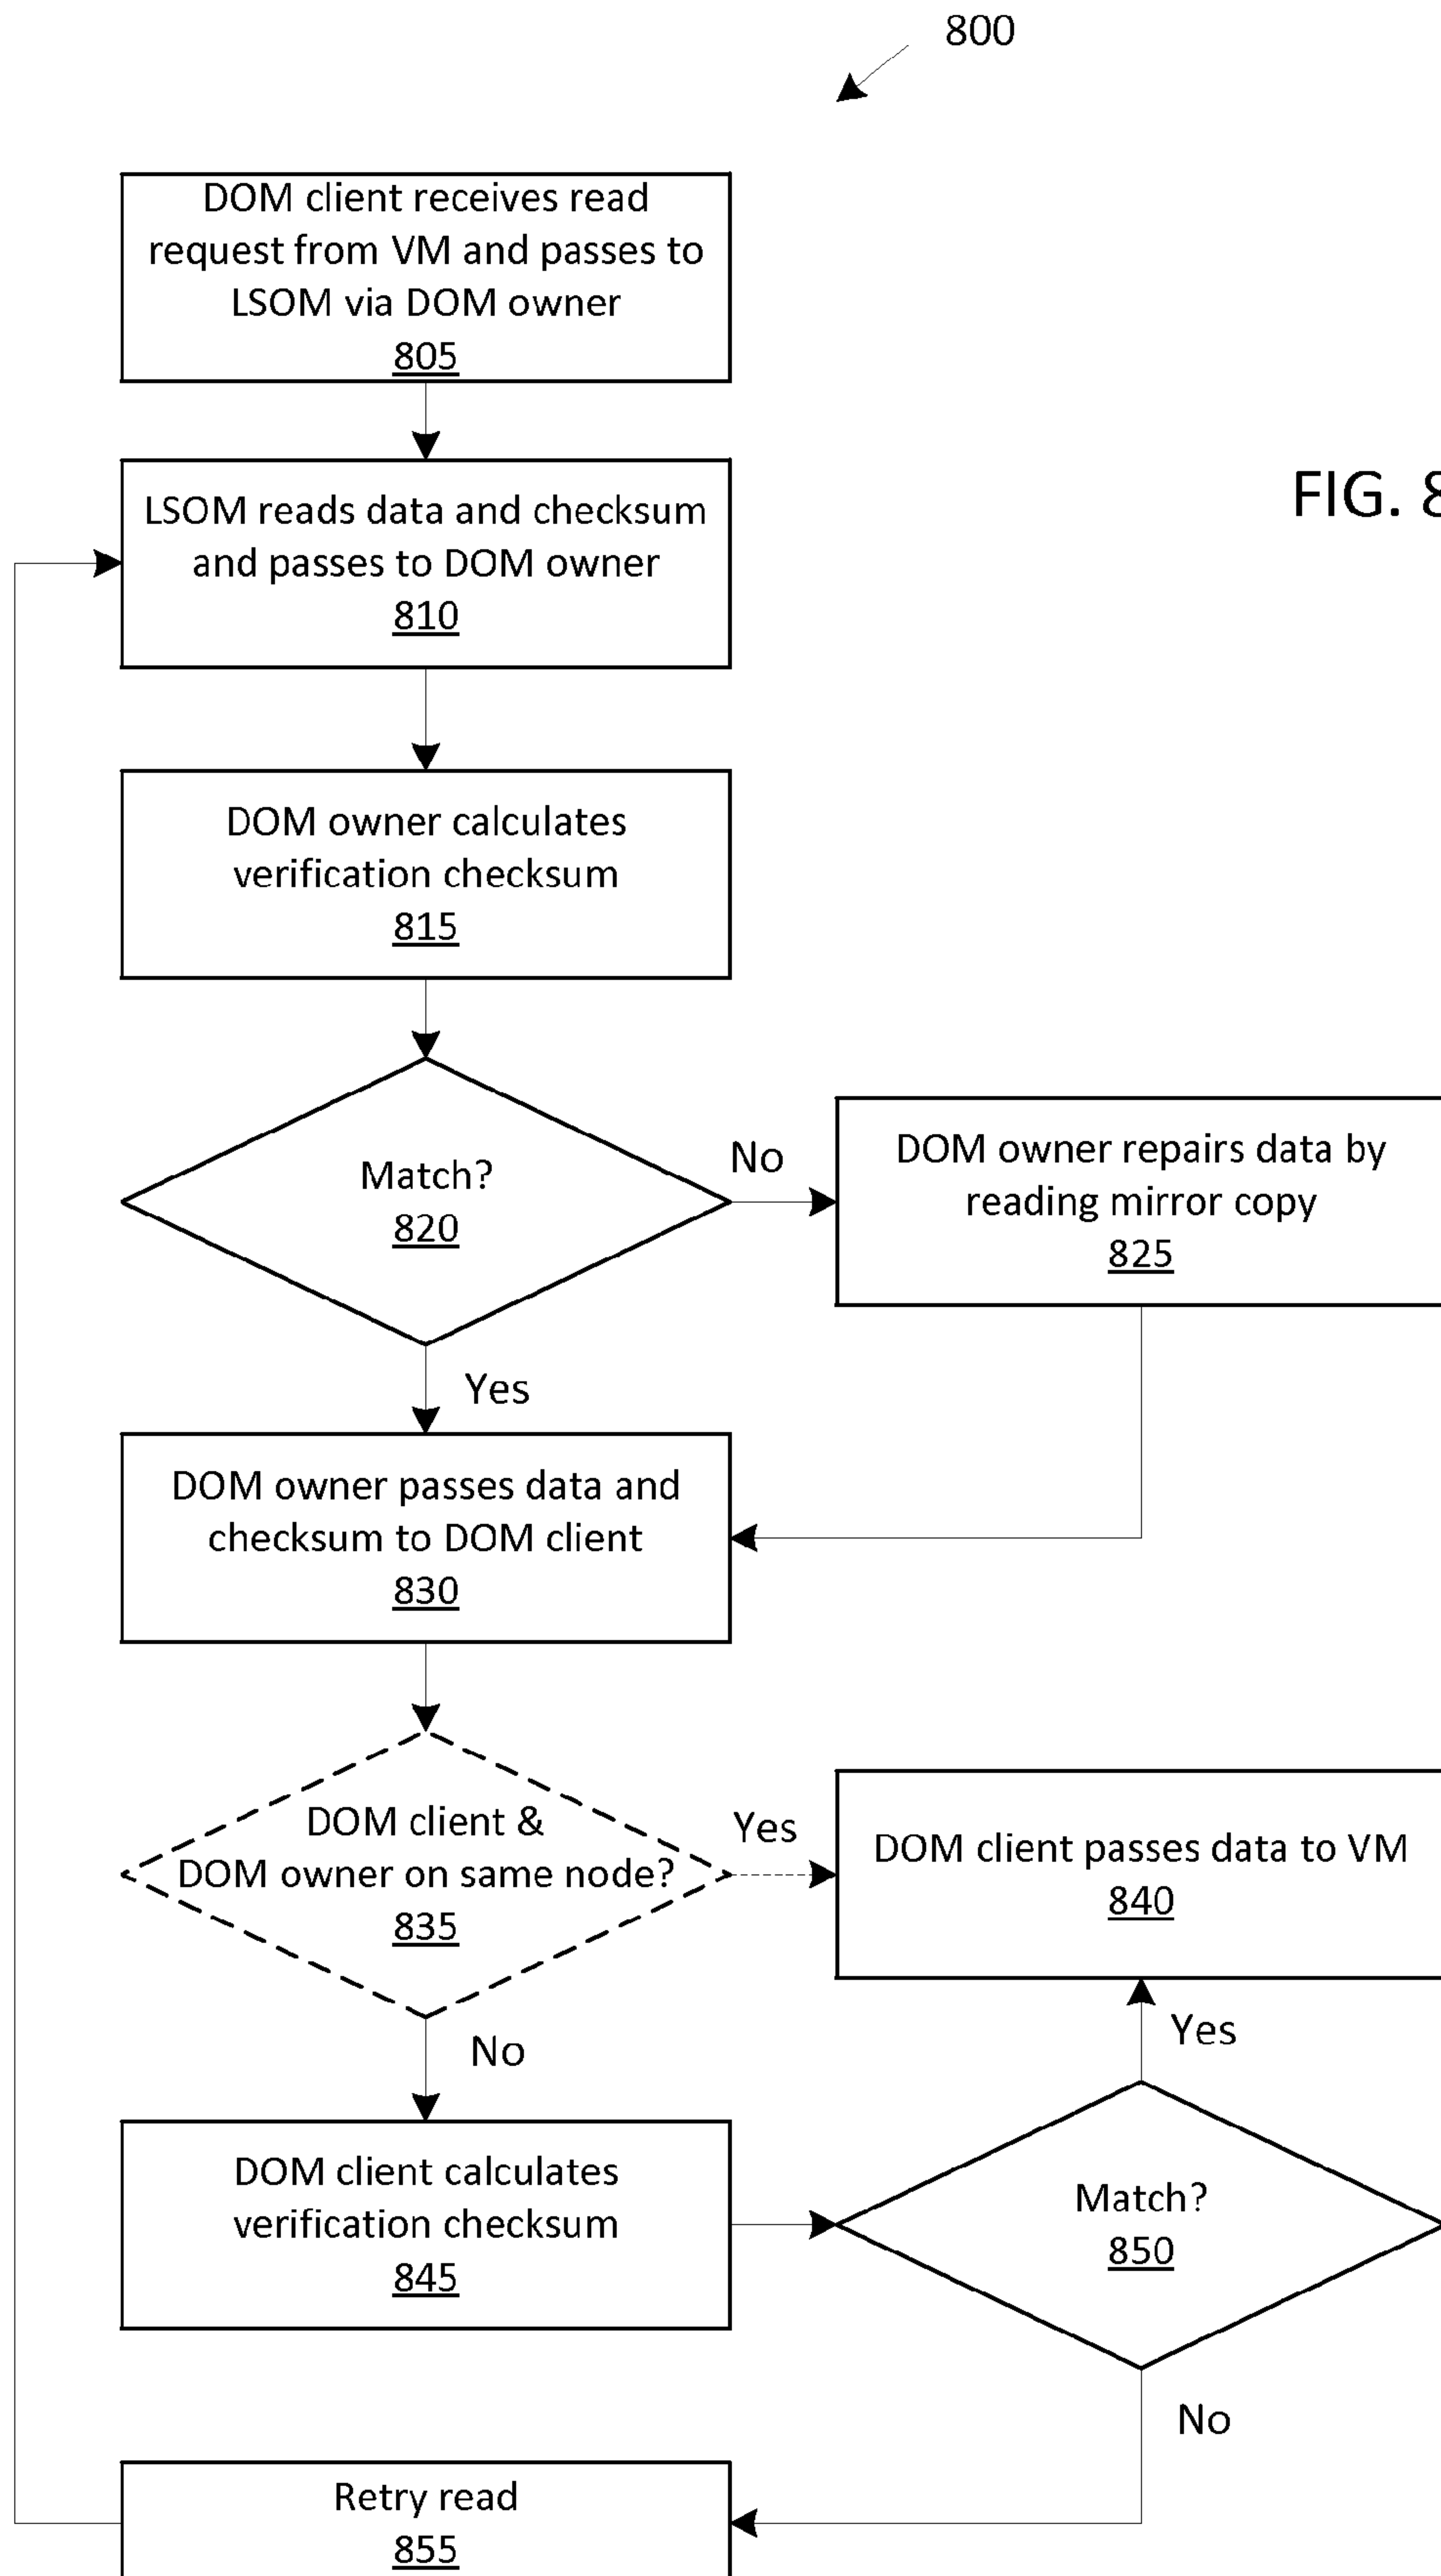 800
DOM client receives read
request from VM and passes to
LSOM via DOM owner
805
LSOM reads data and checksum
and passes to DOM owner
810
FIG. 8
DOM owner calculates
verification checksum
815
Match?
820
No
DOM owner repairs data by
reading mirror copy
825
Yes
DOM owner passes data and
checksum to DOM client
830
DOM client &
DOM owner on same node?
835
Yes
DOM client passes data to VM
840
No
Yes
DOM client calculates
verification checksum
845
Match?
850
No
Retry read
855